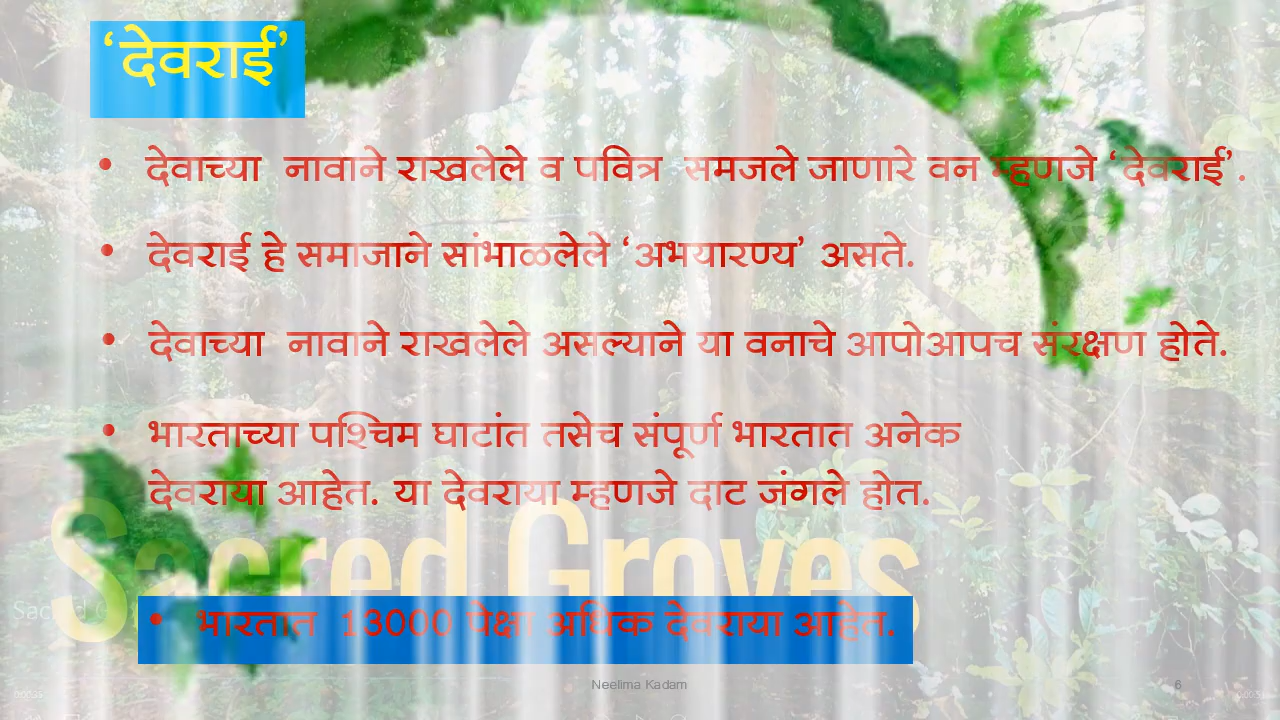 ‘देवराई’
• देवाच्या नावाने राखलेले व पवित्र समजले जाणारे वन म्हणजे ‘देवराई’.
• देवराई हे समाजाने सांभाळलेले ‘अभयारण्य’ असते.
• देवाच्या नावाने राखलेले असल्याने या वनाचे आपोआपच संरक्षण होते.
• भारताच्या पश्चिम घाटांत तसेच संपूर्ण भारतात अनेक
देवराया आहेत. या देवराया म्हणजे दाट जंगले होत.
Sacred Groves
Sacred
• भारतात 13000 पेक्षा अधिक देवराया आहेत.
Neelima Kadam
6